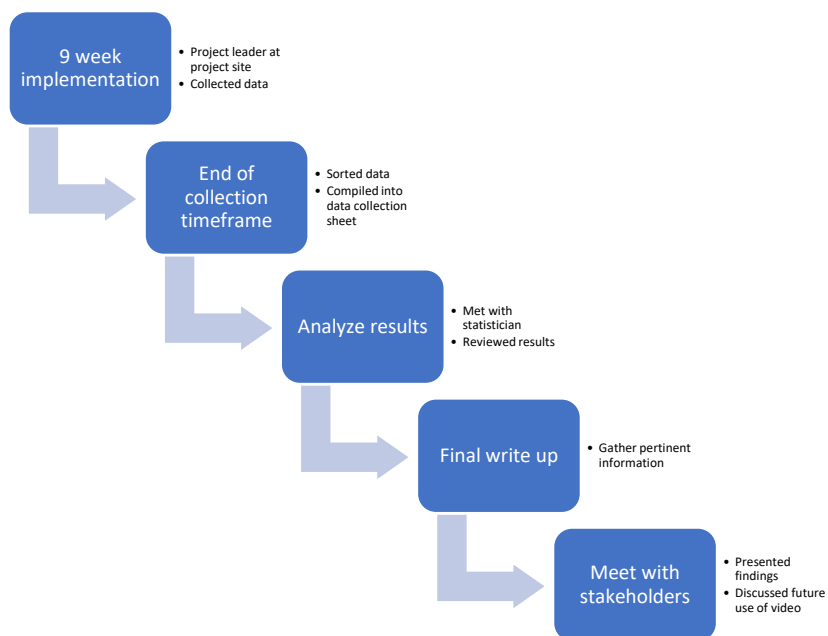 9 week
implementation
• Project leader at
project site
• Collected data
End of
collection
timeframe
• Sorted data
• Compiled into
data collection
sheet
Analyze results
• Met with
statistician
• Reviewed results
Final write up
• Gather pertinent
information
Meet with
stakeholders
• Presented
findings
• Discussed future
use of video